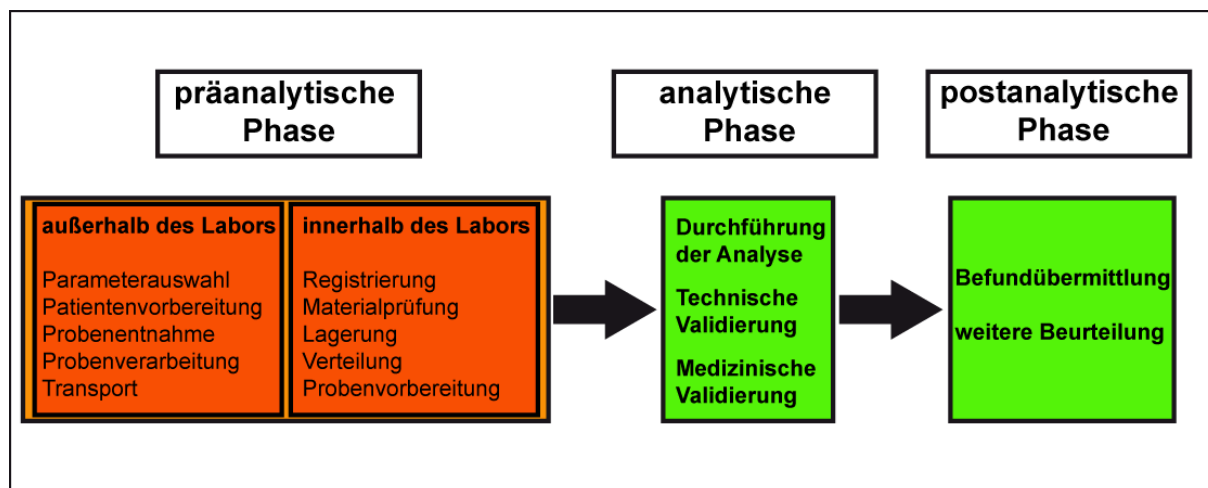 präanalytische
Phase
analytische
Phase
postanalytische
Phase
außerhalb des Labors
Parameterauswahl
Patientenvorbereitung
Probenentnahme
Probenverarbeitung
Transport
innerhalb des Labors
Registrierung
Materialprüfung
Lagerung
Verteilung
Probenvorbereitung
Durchführung
der Analyse
Technische
Validierung
Medizinische
Validierung
Befundübermittlung
weitere Beurteilung